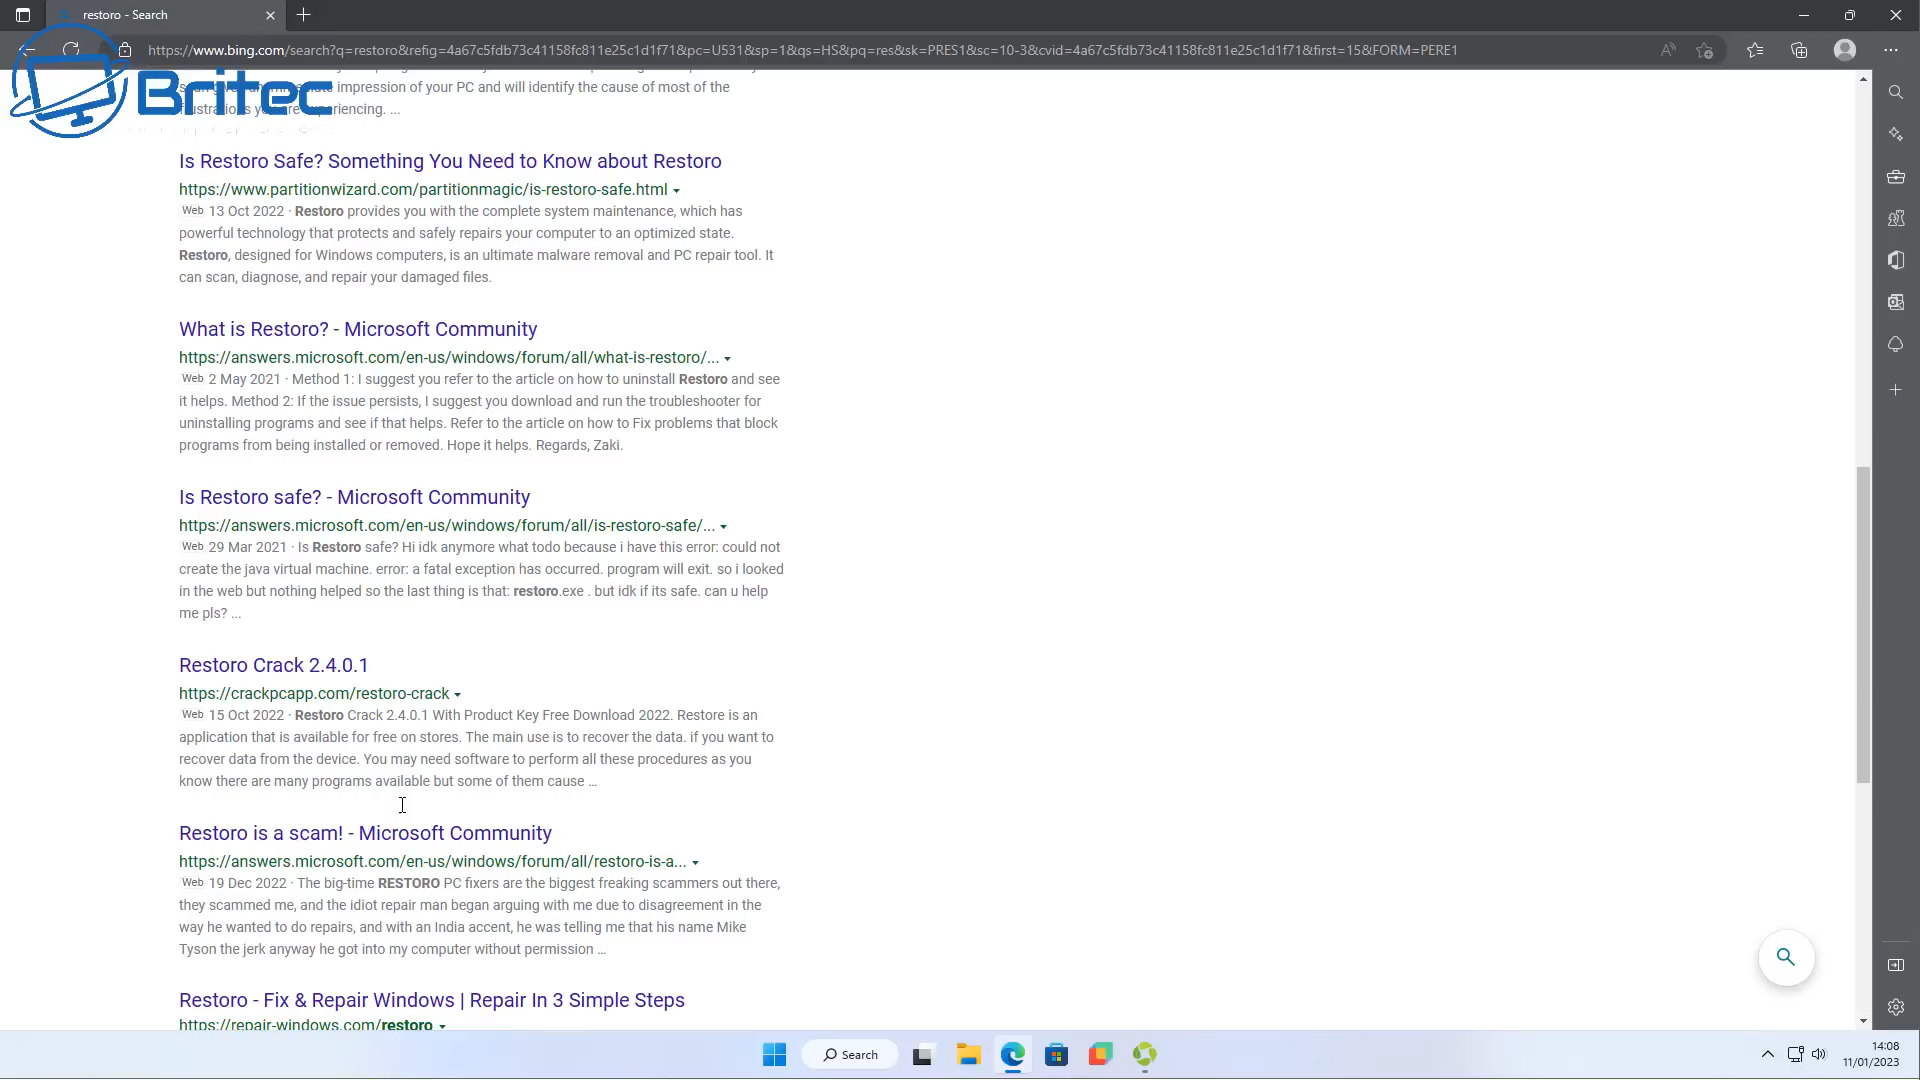 restoro - Search
https://www.bing.com/search?q=restoro&refig=4a67c5fdb73c41158fc811e25c1d1f71&pc=U531&sp=1&qs=HS&pq=res&sk=PRES1&sc=10-3&cvid=4a67c5fdb73c41158fc811e25c1d1f71&first=15&FORM=PERE1
Britec
impression of your PC and will identify the cause of most of the
frustrations you are experiencing. ...
Is Restoro Safe? Something You Need to Know about Restoro
https://www.partitionwizard.com/partitionmagic/is-restoro-safe.html
Web 13 Oct 2022 · Restoro provides you with the complete system maintenance, which has
powerful technology that protects and safely repairs your computer to an optimized state.
Restoro, designed for Windows computers, is an ultimate malware removal and PC repair tool. It
can scan, diagnose, and repair your damaged files.
What is Restoro? - Microsoft Community
https://answers.microsoft.com/en-us/windows/forum/all/what-is-restoro/...
Web 2 May 2021 · Method 1: I suggest you refer to the article on how to uninstall Restoro and see
it helps. Method 2: If the issue persists, I suggest you download and run the troubleshooter for
uninstalling programs and see if that helps. Refer to the article on how to Fix problems that block
programs from being installed or removed. Hope it helps. Regards, Zaki.
Is Restoro safe? - Microsoft Community
https://answers.microsoft.com/en-us/windows/forum/all/is-restoro-safe/...
Web 29 Mar 2021 · Is Restoro safe? Hi idk anymore what todo because i have this error: could not
create the java virtual machine. error: a fatal exception has occurred. program will exit. so i looked
in the web but nothing helped so the last thing is that: restoro.exe . but idk if its safe. can u help
me pls? ...
Restoro Crack 2.4.0.1
https://crackpcapp.com/restoro-crack
Web 15 Oct 2022 · Restoro Crack 2.4.0.1 With Product Key Free Download 2022. Restore is an
application that is available for free on stores. The main use is to recover the data. if you want to
recover data from the device. You may need software to perform all these procedures as you
know there are many programs available but some of them cause ...
Restoro is a scam! - Microsoft Community
https://answers.microsoft.com/en-us/windows/forum/all/restoro-is-a...
Web 19 Dec 2022 · The big-time RESTORO PC fixers are the biggest freaking scammers out there,
they scammed me, and the idiot repair man began arguing with me due to disagreement in the
way he wanted to do repairs, and with an India accent, he was telling me that his name Mike
Tyson the jerk anyway he got into my computer without permission ...
Restoro - Fix & Repair Windows | Repair In 3 Simple Steps
https://repair-windows.com/restoro
Search
14:08
11/01/2023